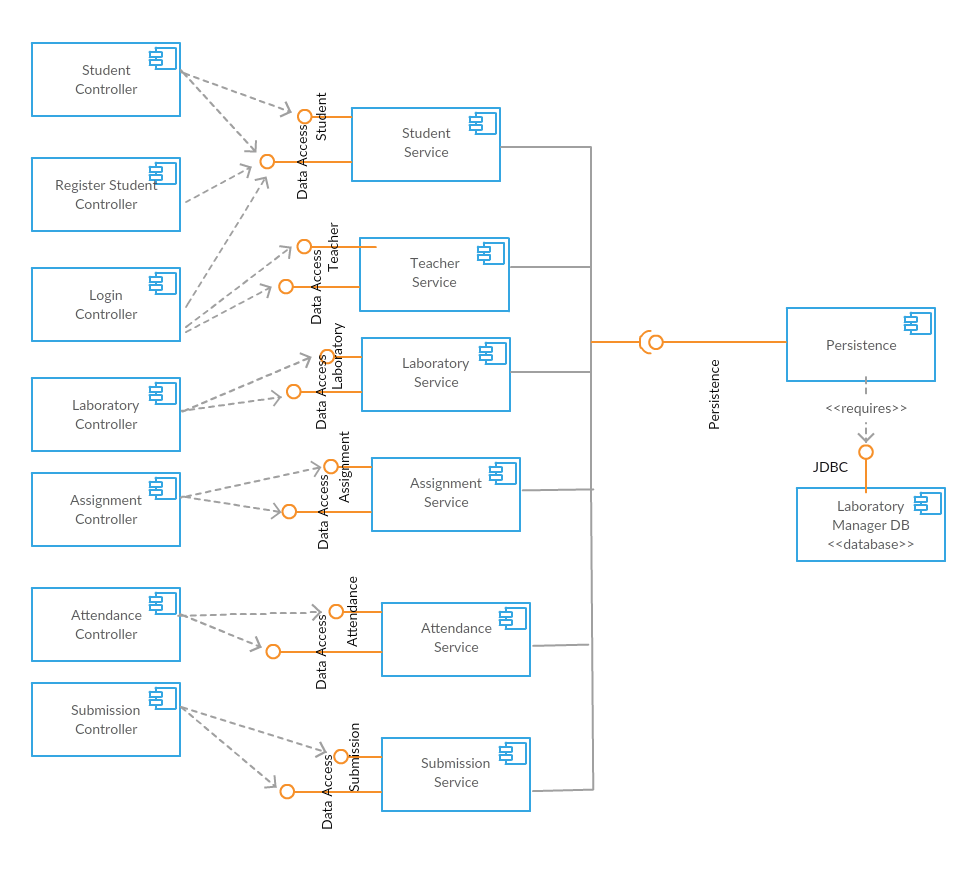 Student
Controller
Register Student
Controller
Login
Controller
Laboratory
Controller
Assignment
Controller
Attendance
Controller
Submission
Controller
Student
Data Access
Teacher
Data Access
Laboratory
Data Access
Assignment
Data Access
Attendance
Data Access
Submission
Data Access
Student
Service
Teacher
Service
Laboratory
Service
Assignment
Service
Attendance
Service
Submission
Service
Persistence
Persistence
<<requires>>
JDBC
Laboratory
Manager DB
<<database>>